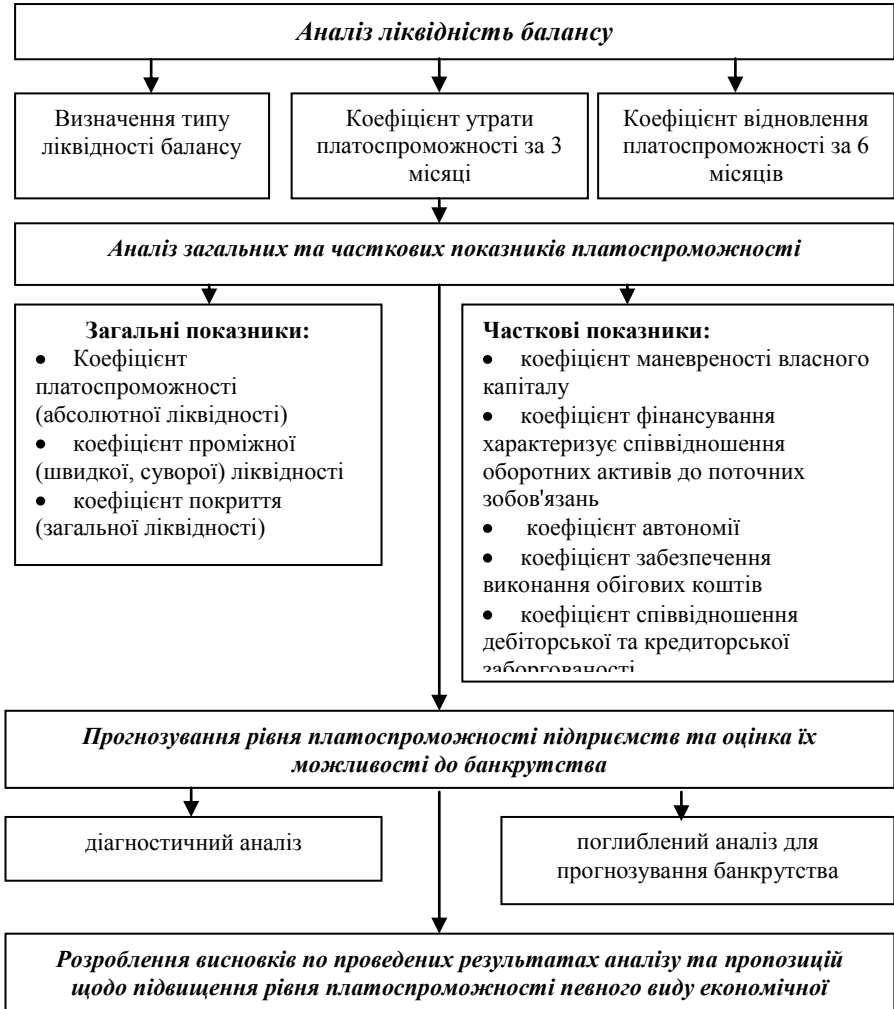 Аналіз ліквідність балансу
Визначення типу
ліквідності балансу
Коефіцієнт утрати
платоспроможності за 3
місяці
Коефіцієнт відновлення
платоспроможності за 6
місяців
Аналіз загальних та часткових показників платоспроможності
Загальні показники:
• Коефіцієнт
платоспроможності
(абсолютної ліквідності)
• коефіцієнт проміжної
(швидкої, суворої) ліквідності
• коефіцієнт покриття
(загальної ліквідності)
Часткові показники:
• коефіцієнт маневреності власного
капіталу
• коефіцієнт фінансування
характеризує співвідношення
оборотних активів до поточних
зобов'язань
• коефіцієнт автономії
• коефіцієнт забезпечення
виконання обігових коштів
• коефіцієнт співвідношення
дебіторської та кредиторської
заборгованості
Прогнозування рівня платоспроможності підприємств та оцінка їх
можливості до банкрутства
діагностичний аналіз
поглиблений аналіз для
прогнозування банкрутства
Розроблення висновків по проведених результатах аналізу та пропозицій
щодо підвищення рівня платоспроможності певного виду економічної